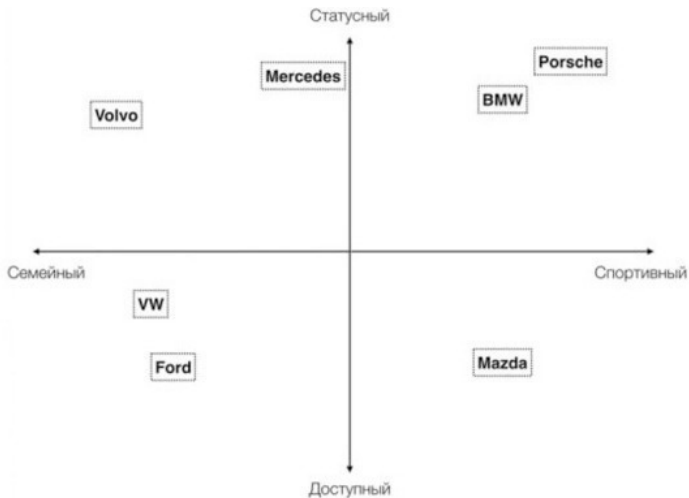 Статусный
Porsche
Mercedes
BMW
Volvo
Семейный
Спортивный
VW
Ford
Mazda
Доступный